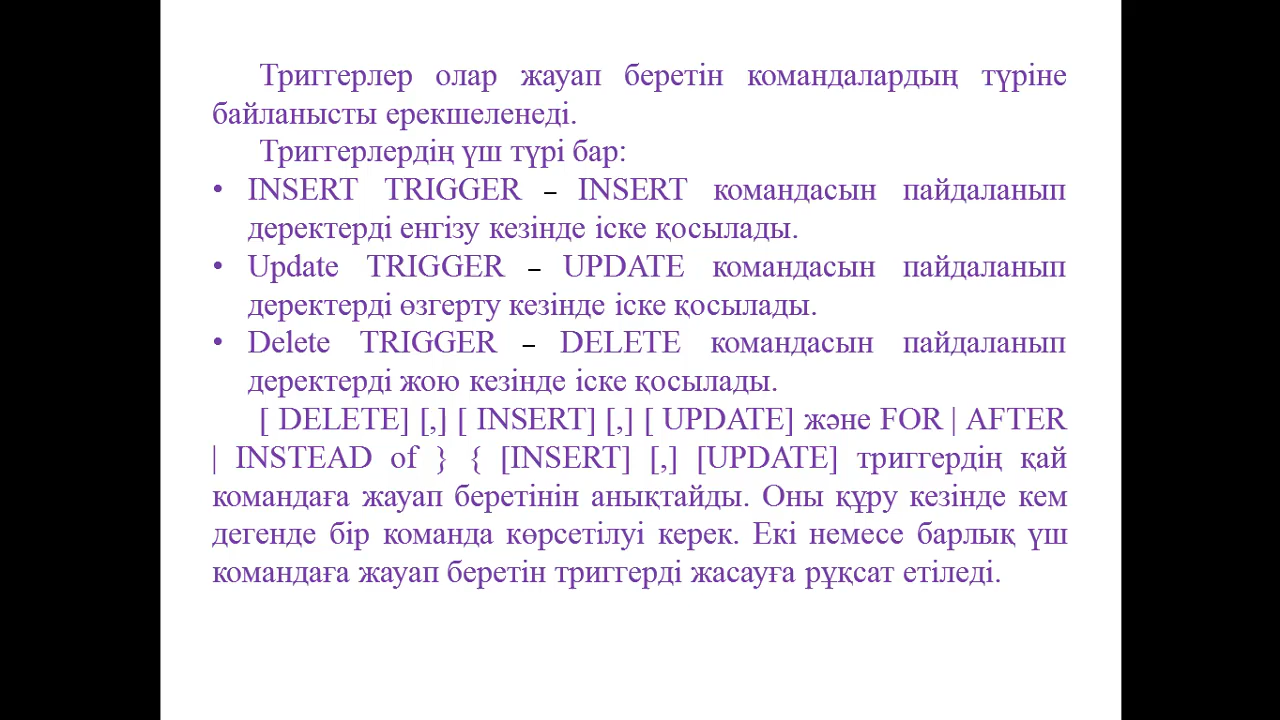 Триггерлер олар жауап беретін командалардың түріне
байланысты ерекшеленеді.
Триггерлердің үш түрі бар:
• INSERT TRIGGER – INSERT командасын пайдаланып
деректерді енгізу кезінде іске қосылады.
• Update TRIGGER – UPDATE командасын пайдаланып
деректерді өзгерту кезінде іске қосылады.
• Delete TRIGGER – DELETE командасын пайдаланып
деректерді жою кезінде іске қосылады.
[ DELETE] [,] [ INSERT] [,] [ UPDATE] және FOR | AFTER
| INSTEAD of } { [INSERT] [,] [UPDATE] триггердің қай
командаға жауап беретінін анықтайды. Оны құру кезінде кем
дегенде бір команда көрсетілуі керек. Екі немесе барлық үш
командаға жауап беретін триггерді жасауға рұқсат етіледі.